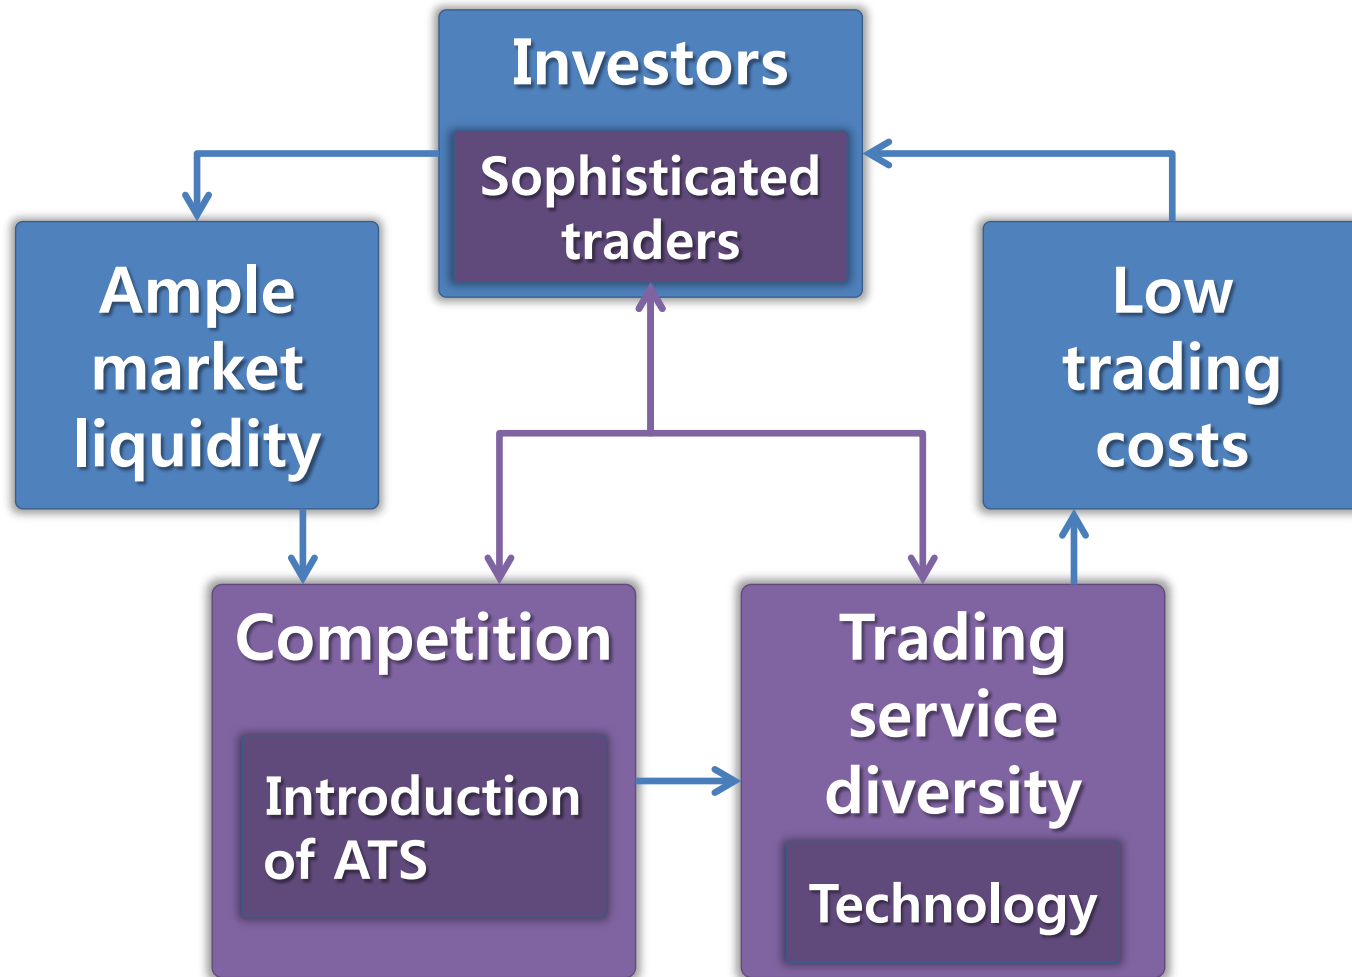 Investors
Sophisticated
traders
Ample
market
liquidity
Low
trading
costs
Competition
Introduction
of ATS
Trading
service
diversity
Technology